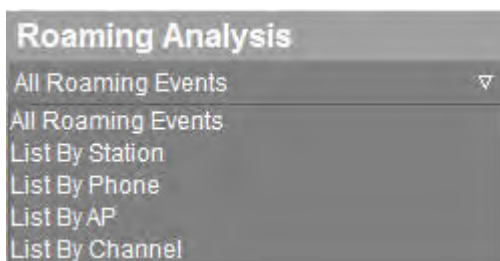 Roaming Analysis
All Roaming Events
All Roaming Events
List By Station
List By Phone
List By AP
List By Channel